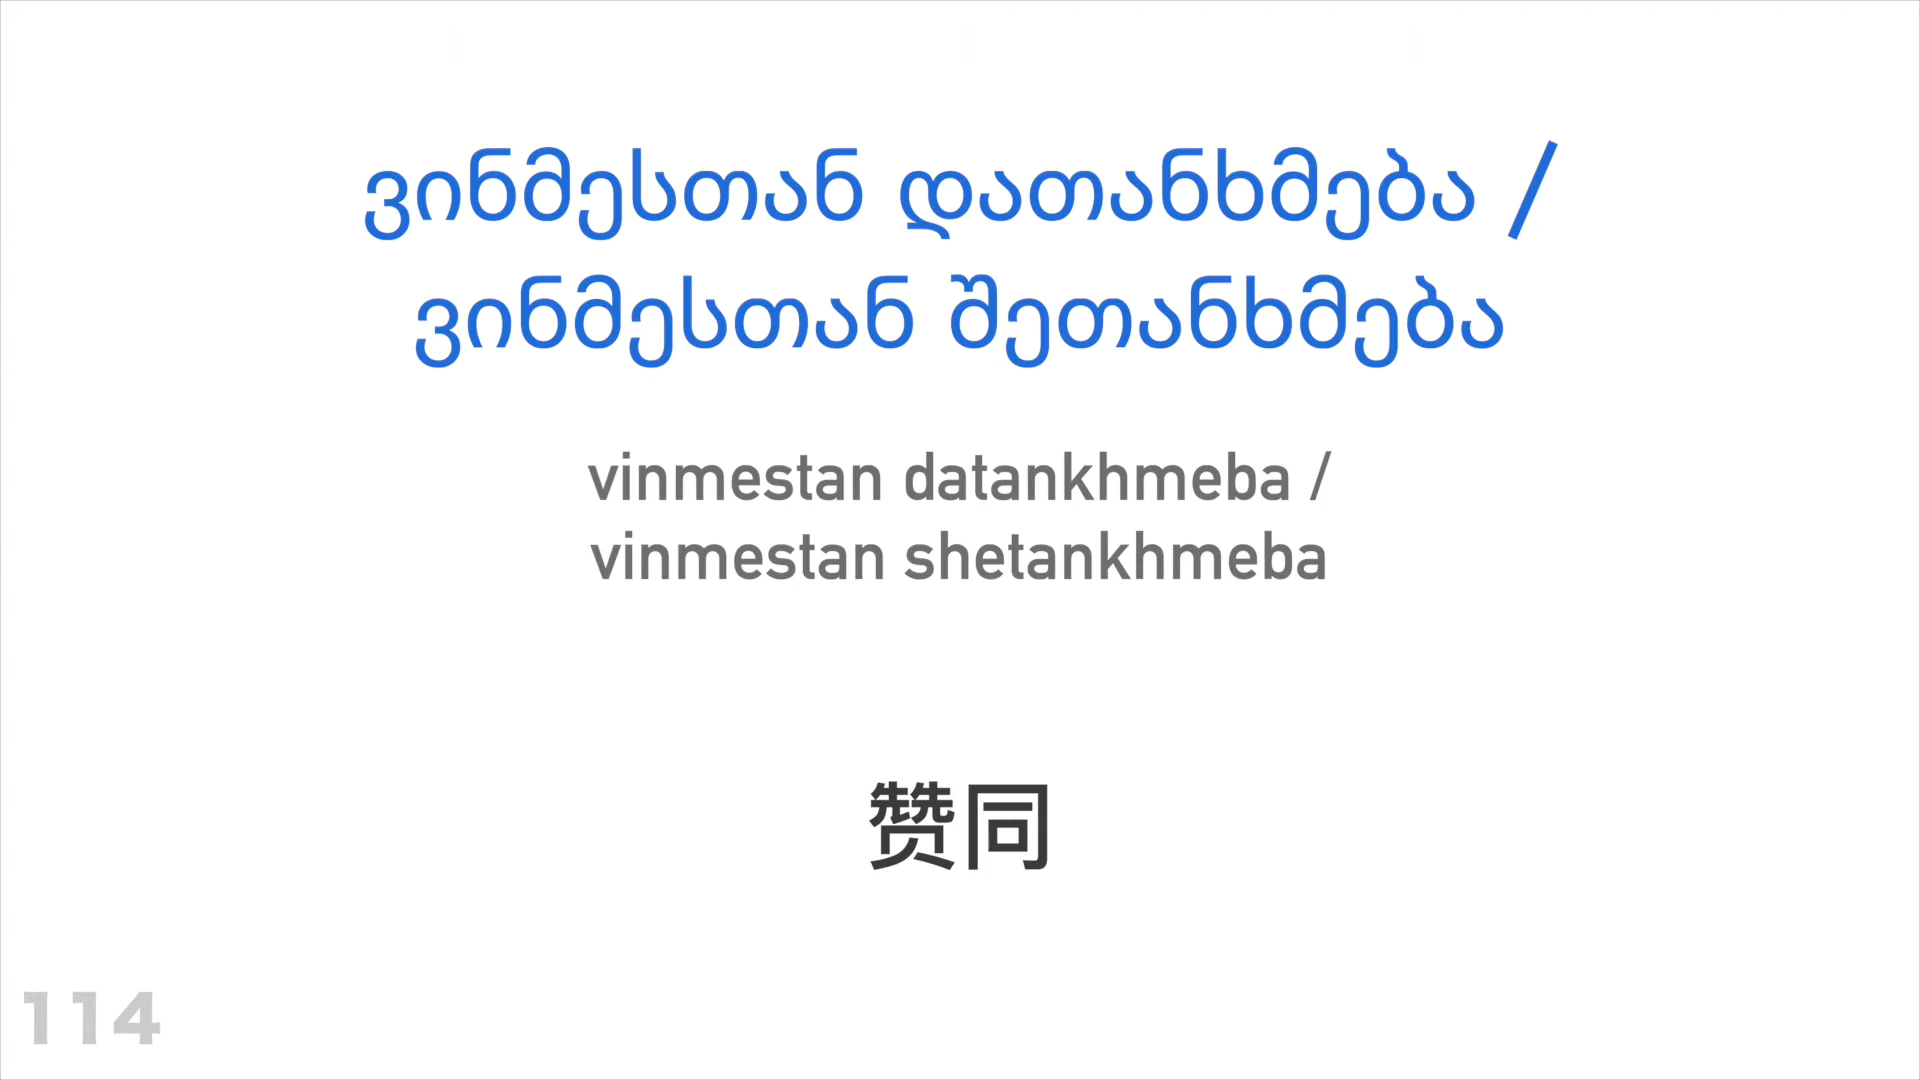 ვინმესთან დათანხმება /
ვინმესთან შეთანხმება
vinmestan datankhmeba /
vinmestan shetankhmeba
赞同
114